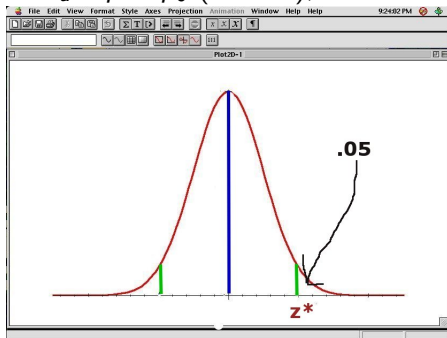 File Edit View Format Style Axes Projection Animation Window Help Help 9:24:02 PM
Plot2D-1
.05
z*